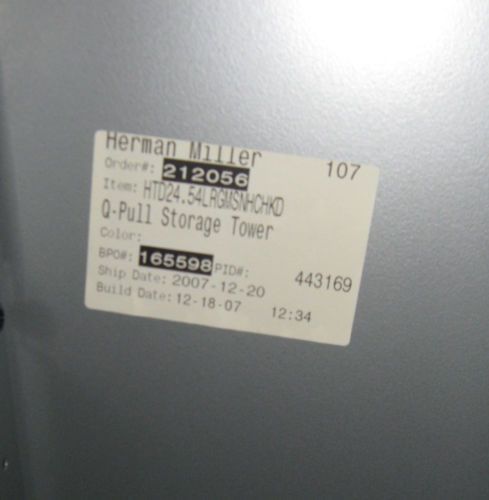 Herman Miller 107
Order#: 212056
Item: HTD24.54LRGMSNHCHKD
Q-Pull Storage Tower
Color:
BPO#: 165598 PID#: 443169
Ship Date: 2007-12-20
Build Date: 12-18-07 12:34